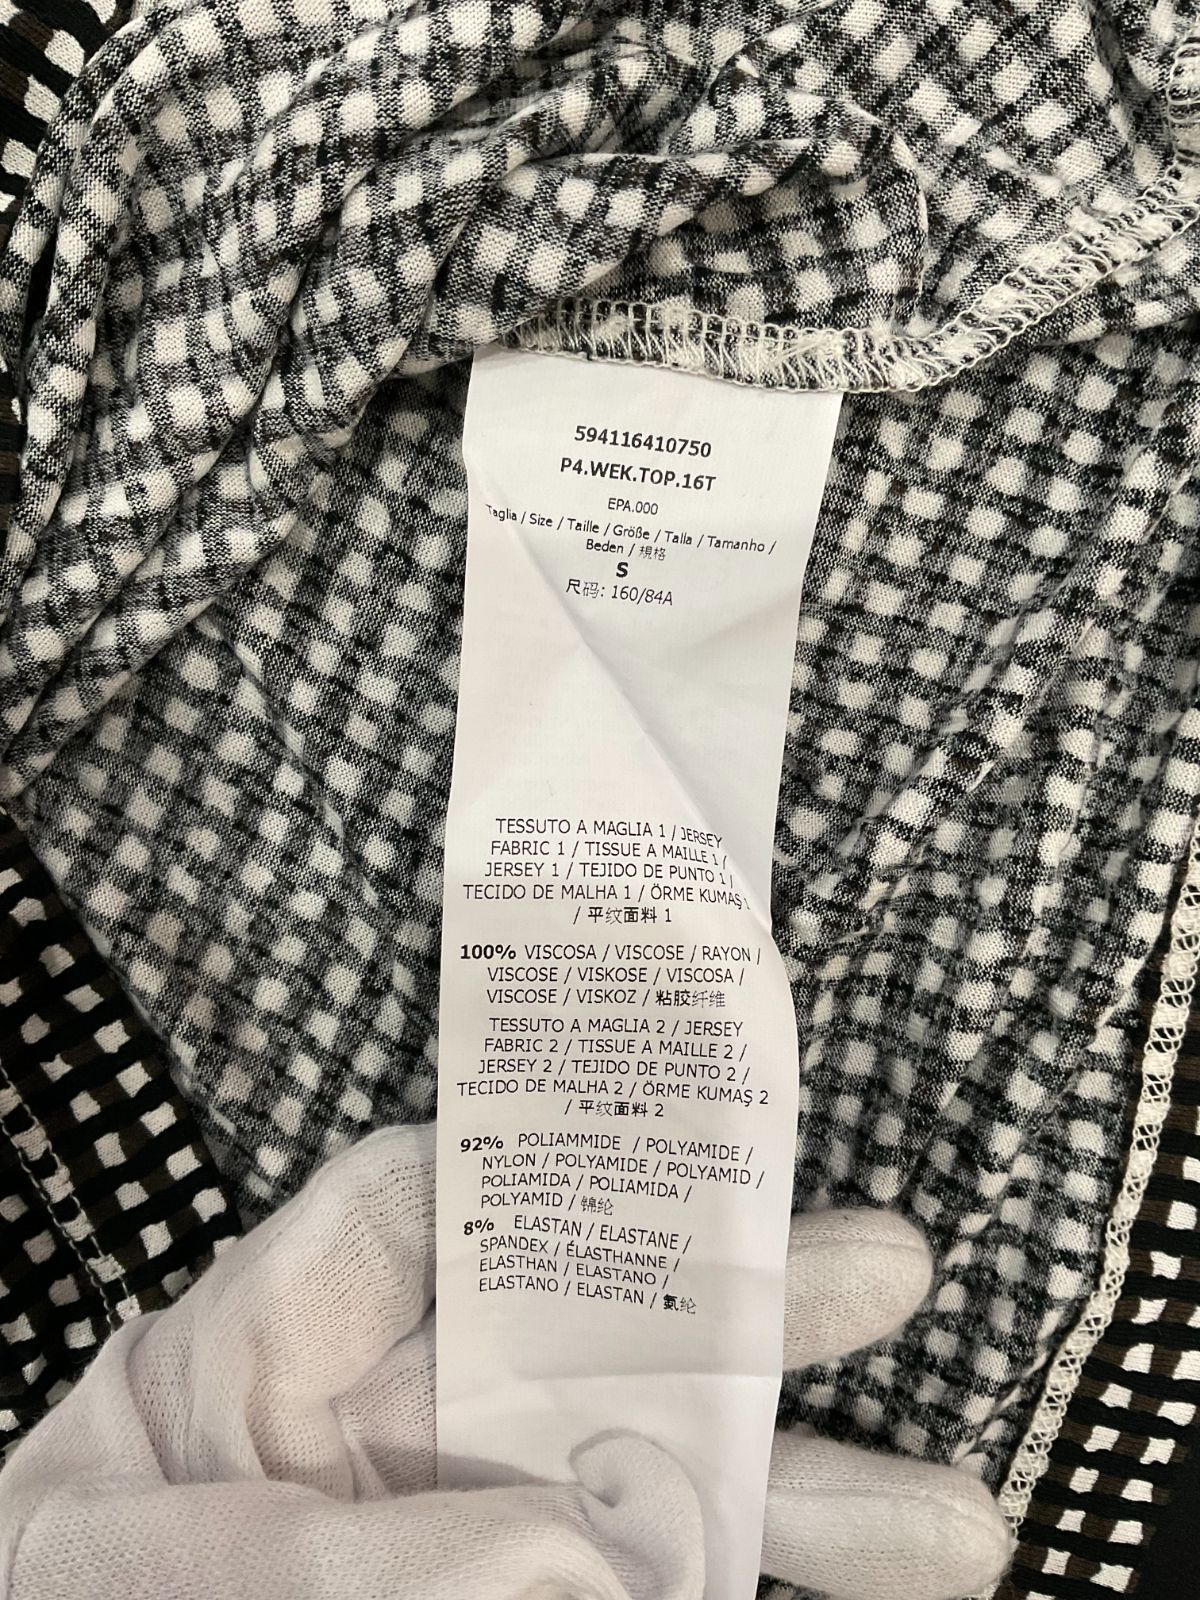 594116410750
P4.WEK.TOP.16T
EPA.000
Taglia / Size / Taille / Größe / Talla / Tamanho /
Beden / 規格
S
尺码: 160/84A
TESSUTO A MAGLIA 1 / JERSEY
FABRIC 1 / TISSUE A MAILLE 1 /
JERSEY 1 / TEJIDO DE PUNTO 1 /
TECIDO DE MALHA 1 / ÖRME KUMAŞ 1
/ 平纹面料 1
100% VISCOSA / VISCOSE / RAYON /
VISCOSE / VISKOSE / VISCOSA /
VISCOSE / VISKOZ / 粘胶纤维
TESSUTO A MAGLIA 2 / JERSEY
FABRIC 2 / TISSUE A MAILLE 2 /
JERSEY 2 / TEJIDO DE PUNTO 2 /
TECIDO DE MALHA 2 / ÖRME KUMAŞ 2
/ 平纹面料 2
92% POLIAMMIDE / POLYAMIDE /
NYLON / POLYAMIDE / POLYAMID /
POLIAMIDA / POLIAMIDA /
POLYAMID / 锦纶
8% ELASTAN / ELASTANE /
SPANDEX / ÉLASTHANNE /
ELASTHAN / ELASTANO /
ELASTANO / ELASTAN / 氨纶